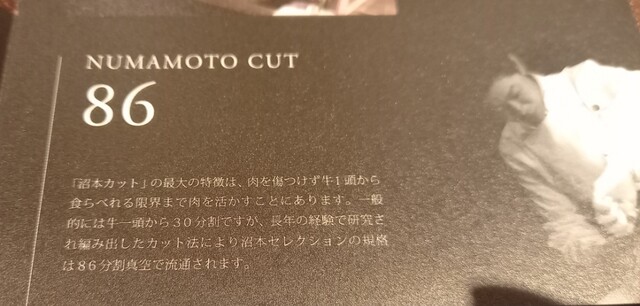 NUMAMOTO CUT
86
「沼本カット」の最大の特徴は、肉を傷つけず牛1頭から
食らべれる限界まで肉を活かすことにあります。一般
的には牛一頭から30分割ですが、長年の経験で研究さ
れ編み出したカット法により沼本セレクションの規格
は86分割真空で流通されます。